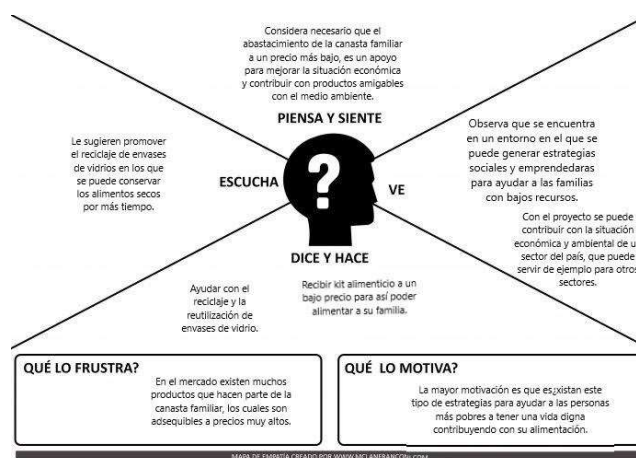 Considera necesario que el
abastecimiento de la canasta familiar
a un precio más bajo, es un apoyo
para mejorar la situación económica
y contribuir con productos amigables
con el medio ambiente.
PIENSA Y SIENTE
Le sugieren promover
el reciclaje de envases
de vidrios en los que
se puede conservar
los alimentos secos
por más tiempo.
ESCUCHA
?
VE
Observa que se encuentra
en un entorno en el que se
puede generar estrategias
sociales y emprendedaras
para ayudar a las familias
con bajos recursos.
Con el proyecto se puede
contribuir con la situación
económica y ambiental de u
sector del país, que puede
servir de ejemplo para otro
sectores.
DICE Y HACE
Ayudar con el
reciclaje y la
reutilización de
envases de vidrio.
Recibir kit alimenticio a un
bajo precio para así poder
alimentar a su familia.
QUÉ LO FRUSTRA?
En el mercado existen muchos
productos que hacen parte de la
canasta familiar, los cuales son
adsequibles a precios muy altos.
QUÉ LO MOTIVA?
La mayor motivación es que es¿xistan este
tipo de estrategias para ayudar a las personas
más pobres a tener una vida digna
contribuyendo con su alimentación.
MAPA DE EMPATÍA CREADO POR